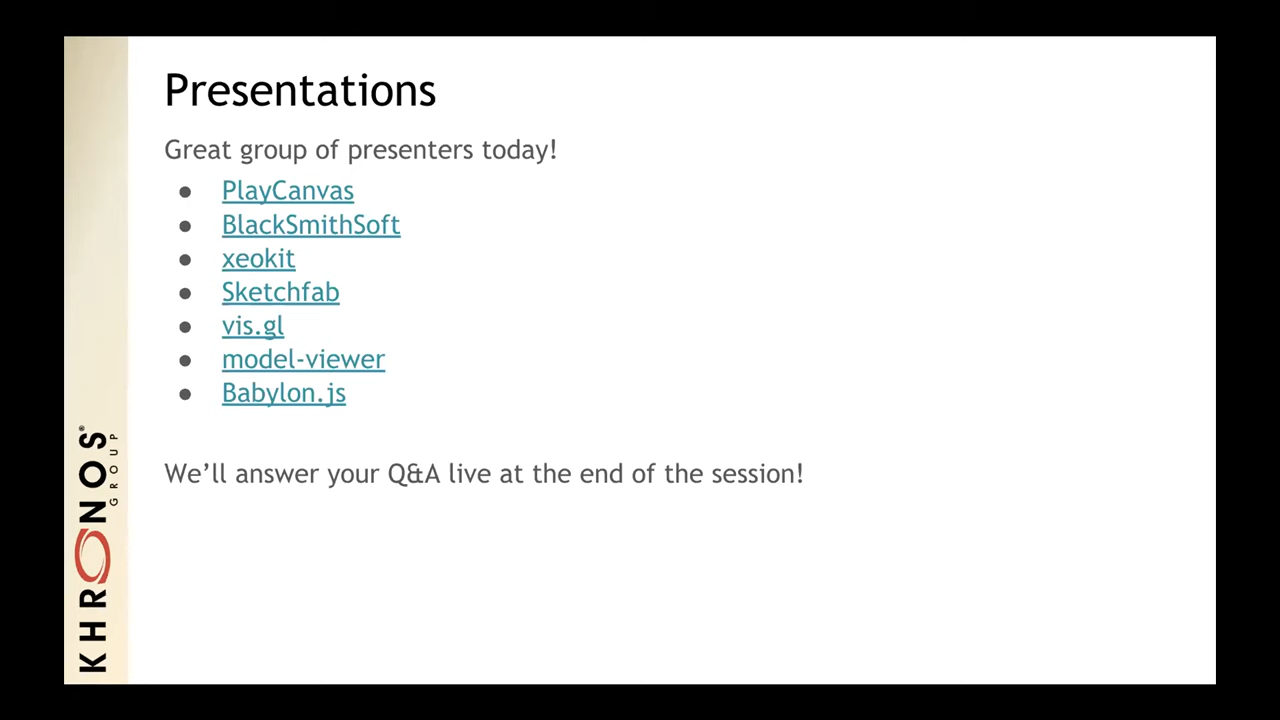 Presentations
Great group of presenters today!
● PlayCanvas
● BlackSmithSoft
● xeokit
● Sketchfab
● vis.gl
● model-viewer
● Babylon.js
We’ll answer your Q&A live at the end of the session!
KHRONOS®
GROUP